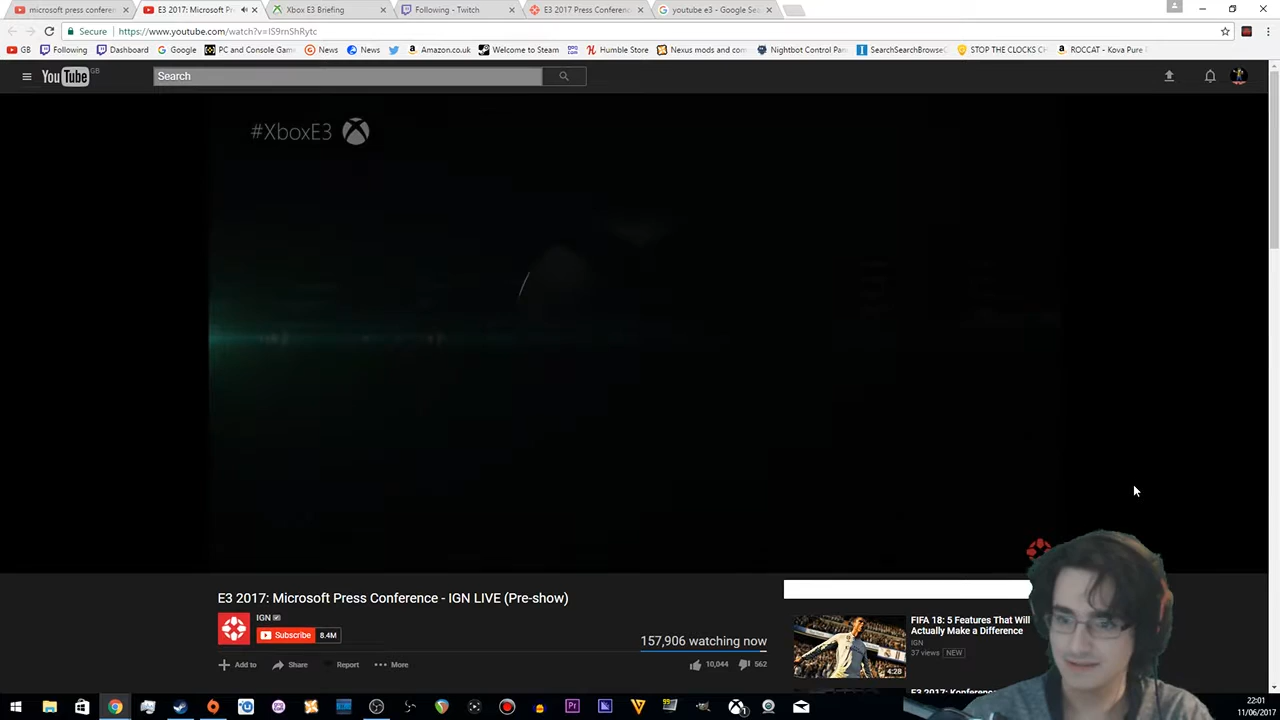 microsoft press conferen
E3 2017: Microsoft Pr
Xbox E3 Briefing
Following - Twitch
E3 2017 Press Conferenc
youtube e3 - Google Sea
Secure
https://www.youtube.com/watch?v=IS9rnShRytc
GB
Following
Dashboard
Google
PC and Console Game
News
News
Amazon.co.uk
Welcome to Steam
Humble Store
Nexus mods and com
Nightbot Control Pan
SearchSearchBrowse
STOP THE CLOCKS C
ROCCAT - Kova Pure
YouTube GB
Search
#XboxE3
E3 2017: Microsoft Press Conference - IGN LIVE (Pre-show)
IGN
Subscribe 8.4M
157,906 watching now
Add to
Share
Report
More
10,044
562
FIFA 18: 5 Features That Will
Actually Make a Difference
IGN
37 views NEW
4:28
22:01
11/06/2017